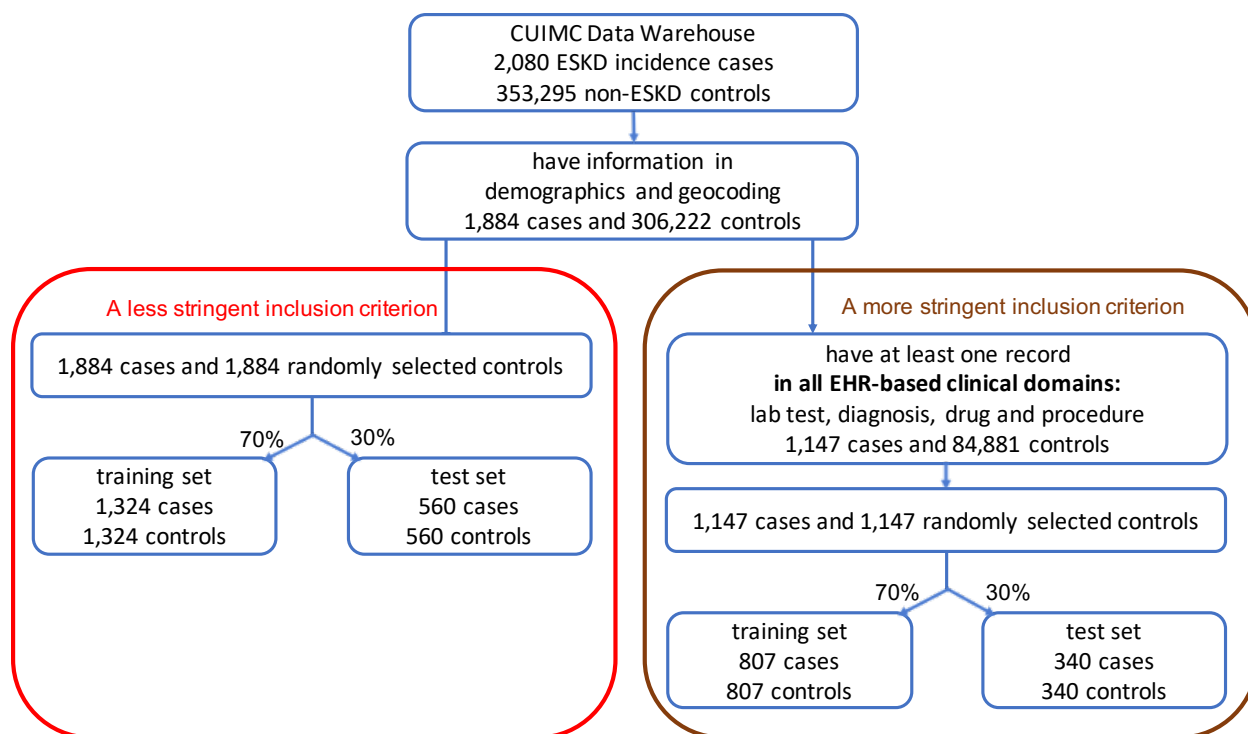 CUIMC Data Warehouse
2,080 ESKD incidence cases
353,295 non-ESKD controls
have information in
demographics and geocoding
1,884 cases and 306,222 controls
A less stringent inclusion criterion
1,884 cases and 1,884 randomly selected controls
70%
30%
training set
1,324 cases
1,324 controls
test set
560 cases
560 controls
A more stringent inclusion criterion
have at least one record
in all EHR-based clinical domains:
lab test, diagnosis, drug and procedure
1,147 cases and 84,881 controls
1,147 cases and 1,147 randomly selected controls
70%
30%
training set
807 cases
807 controls
test set
340 cases
340 controls